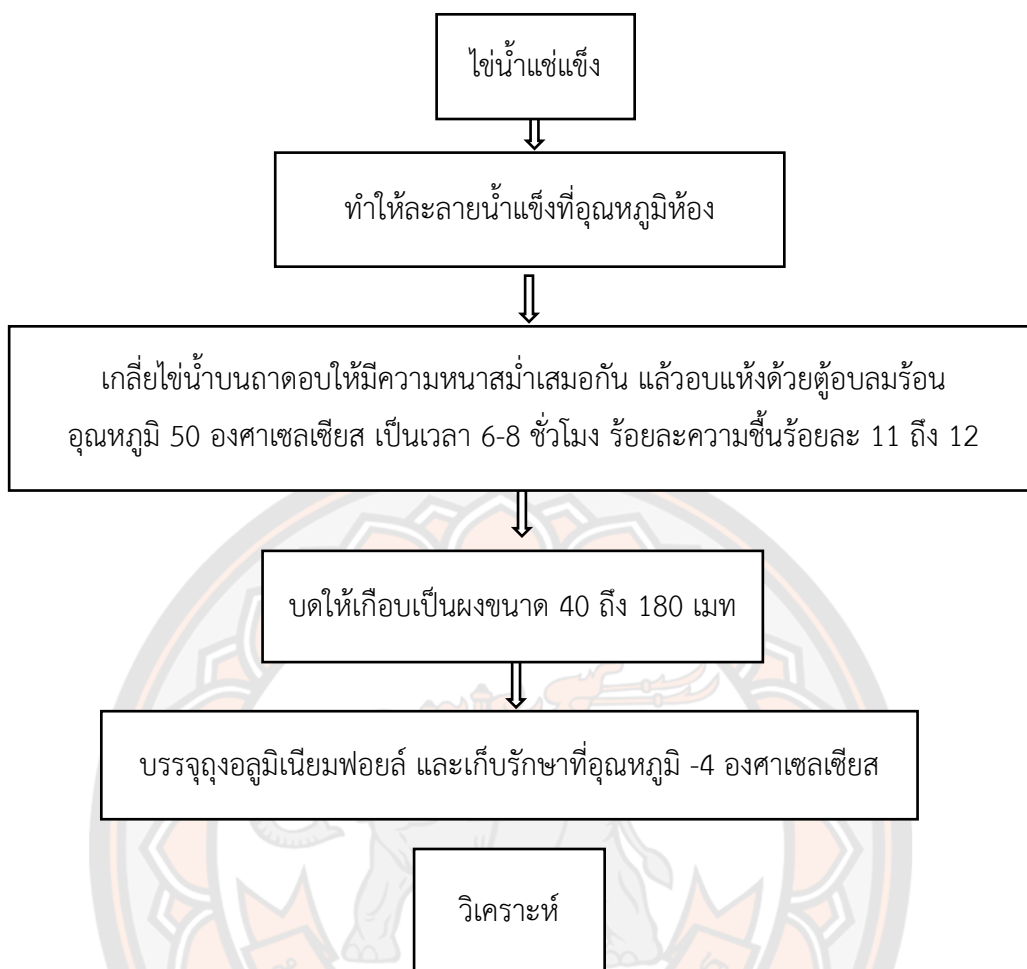 ไข่น้ำแช่แข็ง
ทำให้ละลายน้ำแข็งที่อุณหภูมิห้อง
เกลี่ยไข่น้ำบนถาดอบให้มีความหนาสม่ำเสมอกัน แล้วอบแห้งด้วยตู้อบลมร้อน
อุณหภูมิ 50 องศาเซลเซียส เป็นเวลา 6-8 ชั่วโมง ร้อยละความชื้นร้อยละ 11 ถึง 12
บดให้เกือบเป็นผงขนาด 40 ถึง 180 เมท
บรรจุถุงอลูมิเนียมฟอยล์ และเก็บรักษาที่อุณหภูมิ -4 องศาเซลเซียส
วิเคราะห์